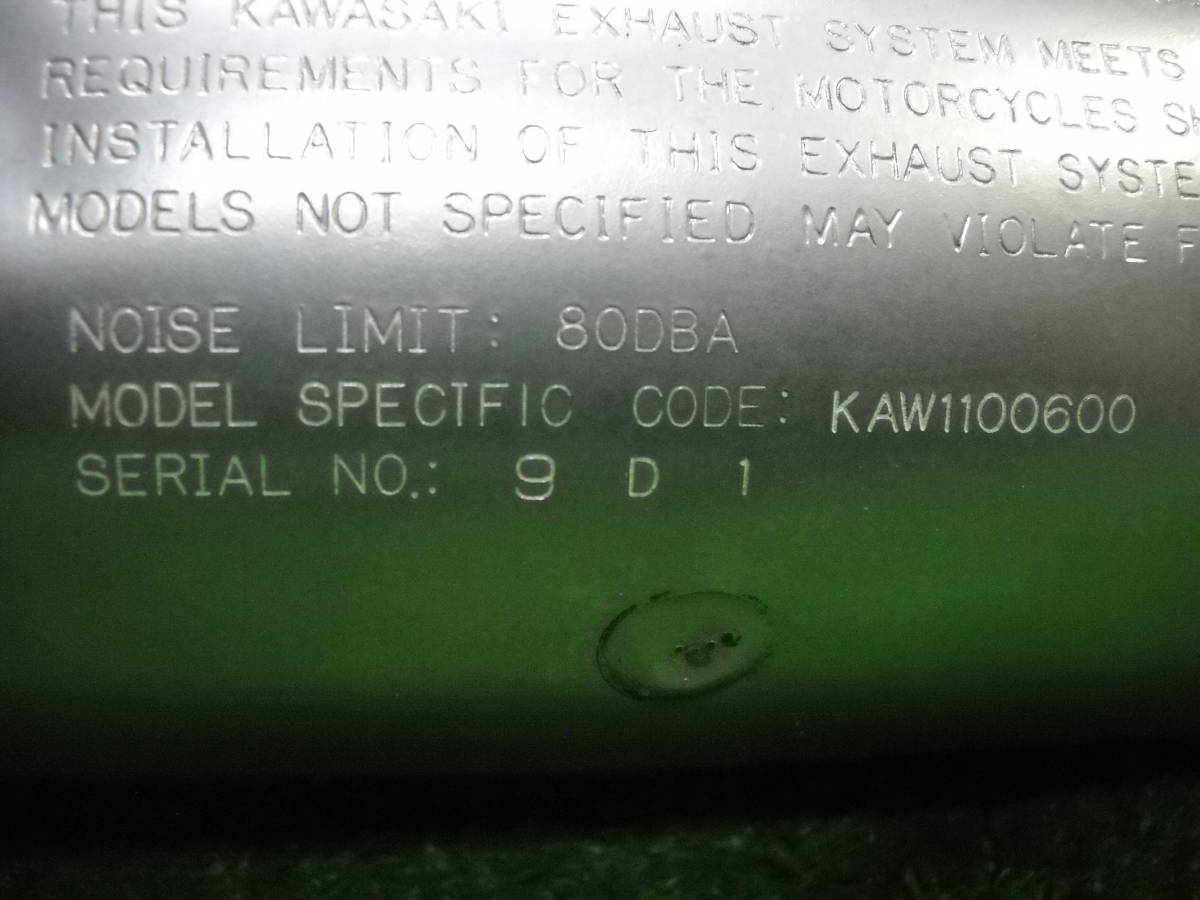 THIS KAWASAKI EXHAUST SYSTEM MEETS
REQUIREMENTS FOR THE MOTORCYCLES
INSTALLATION OF THIS EXHAUST SYSTE
MODELS NOT SPECIFIED MAY VIOLATE F
NOISE LIMIT: 80DBA
MODEL SPECIFIC CODE: KAW1100600
SERIAL NO.: 9 D 1